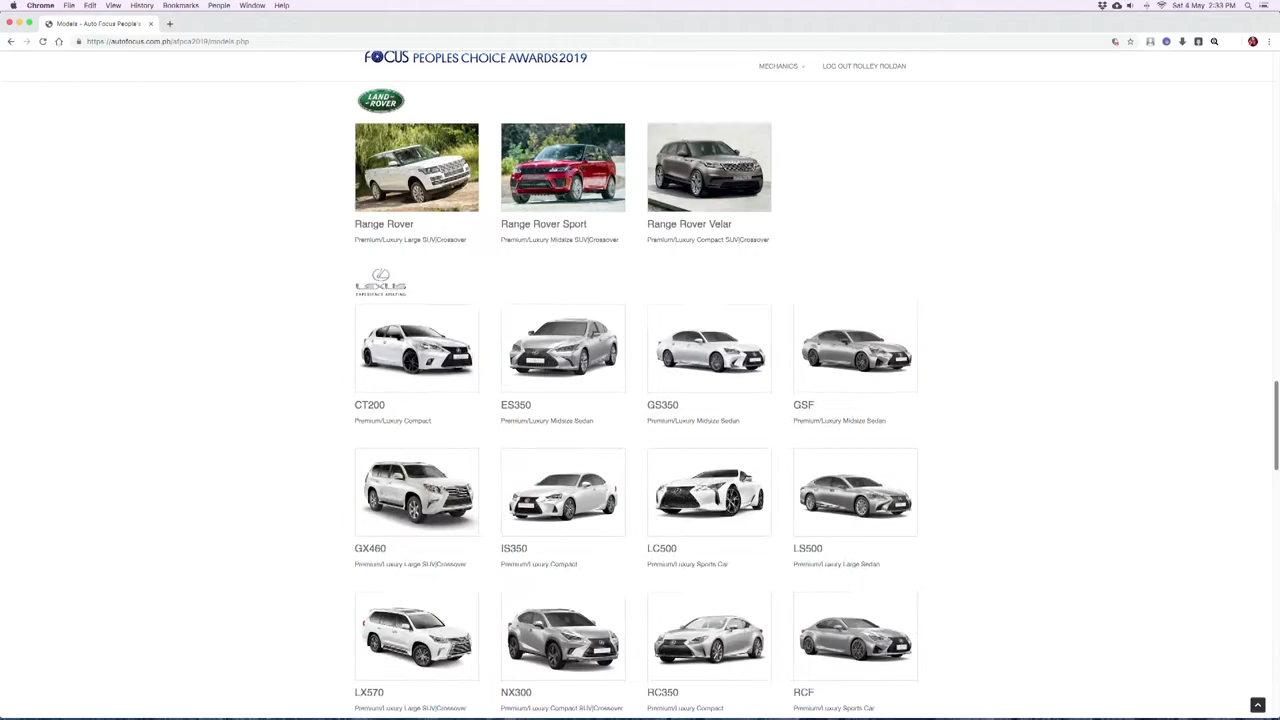 Chrome File Edit View History Bookmarks People Window Help
Sat 4 May 2:33 PM
Models - Auto Focus People's
https://autofocus.com.ph/afpca2019/models.php
FOCUS PEOPLES CHOICE AWARDS 2019
MECHANICS LOG OUT ROLLEY ROLDAN
LAND-
-ROVER
Range Rover Range Rover Sport Range Rover Velar
Premium/Luxury Large SUV|Crossover Premium/Luxury Midsize SUV|Crossover Premium/Luxury Compact SUV|Crossover
LEXUS
EXPERIENCE AMAZING
CT200 ES350 GS350 GSF
Premium/Luxury Compact Premium/Luxury Midsize Sedan Premium/Luxury Midsize Sedan Premium/Luxury Midsize Sedan
GX460 IS350 LC500 LS500
Premium/Luxury Large SUV|Crossover Premium/Luxury Compact Premium/Luxury Sports Car Premium/Luxury Large Sedan
LX570 NX300 RC350 RCF
Premium/Luxury Large SUV|Crossover Premium/Luxury Compact SUV|Crossover Premium/Luxury Compact Premium/Luxury Sports Car